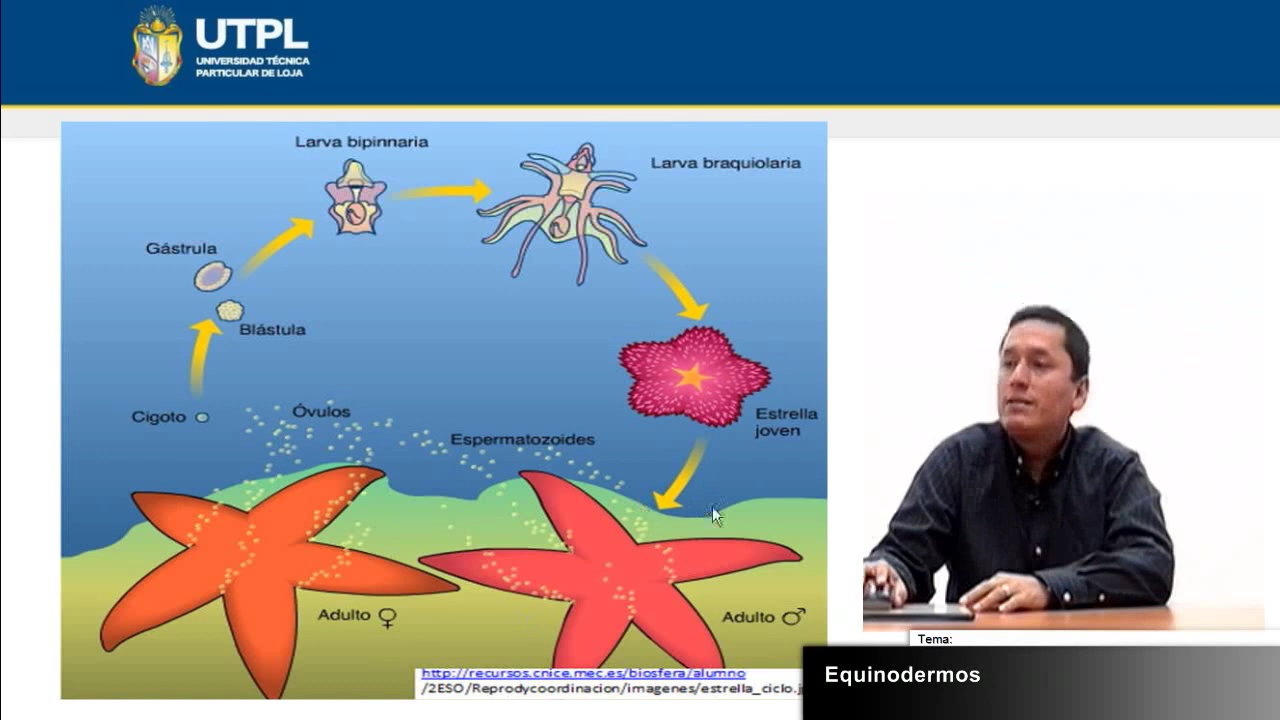 UTPL
UNIVERSIDAD TÉCNICA
PARTICULAR DE LOJA
Larva bipinnaria
Larva braquiolaria
Gástrula
Blástula
Cigoto
Óvulos
Espermatozoides
Estrella
joven
Adulto ♀
Adulto ♂
http://recursos.cnice.mec.es/biosfera/alumno
/2ESO/Reprodycoordinacion/imagenes/estrella_ciclo.j
Tema:
Equinodermos